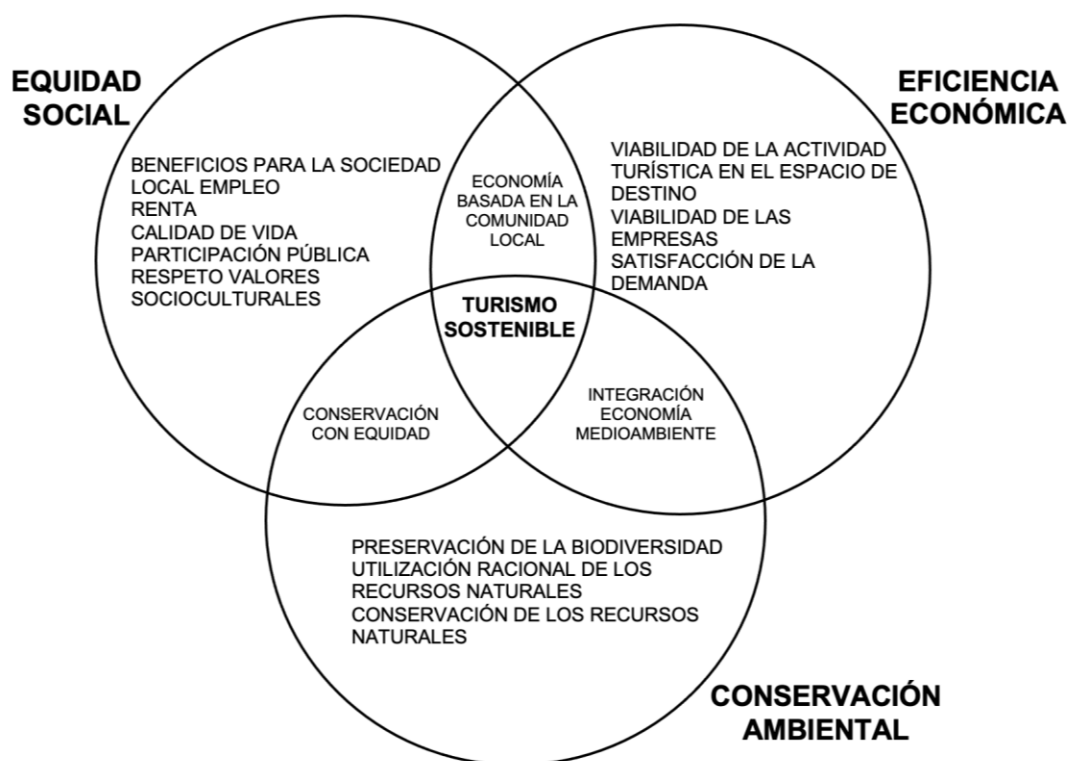 EQUIDAD
SOCIAL
EFICIENCIA
ECONÓMICA
BENEFICIOS PARA LA SOCIEDAD
LOCAL EMPLEO
RENTA
CALIDAD DE VIDA
PARTICIPACIÓN PÚBLICA
RESPETO VALORES
SOCIOCULTURALES
ECONOMÍA
BASADA EN LA
COMUNIDAD
LOCAL
VIABILIDAD DE LA ACTIVIDAD
TURÍSTICA EN EL ESPACIO DE
DESTINO
VIABILIDAD DE LAS
EMPRESAS
SATISFACCIÓN DE LA
DEMANDA
TURISMO
SOSTENIBLE
CONSERVACIÓN
CON EQUIDAD
INTEGRACIÓN
ECONOMÍA
MEDIOAMBIENTE
PRESERVACIÓN DE LA BIODIVERSIDAD
UTILIZACIÓN RACIONAL DE LOS
RECURSOS NATURALES
CONSERVACIÓN DE LOS RECURSOS
NATURALES
CONSERVACIÓN
AMBIENTAL